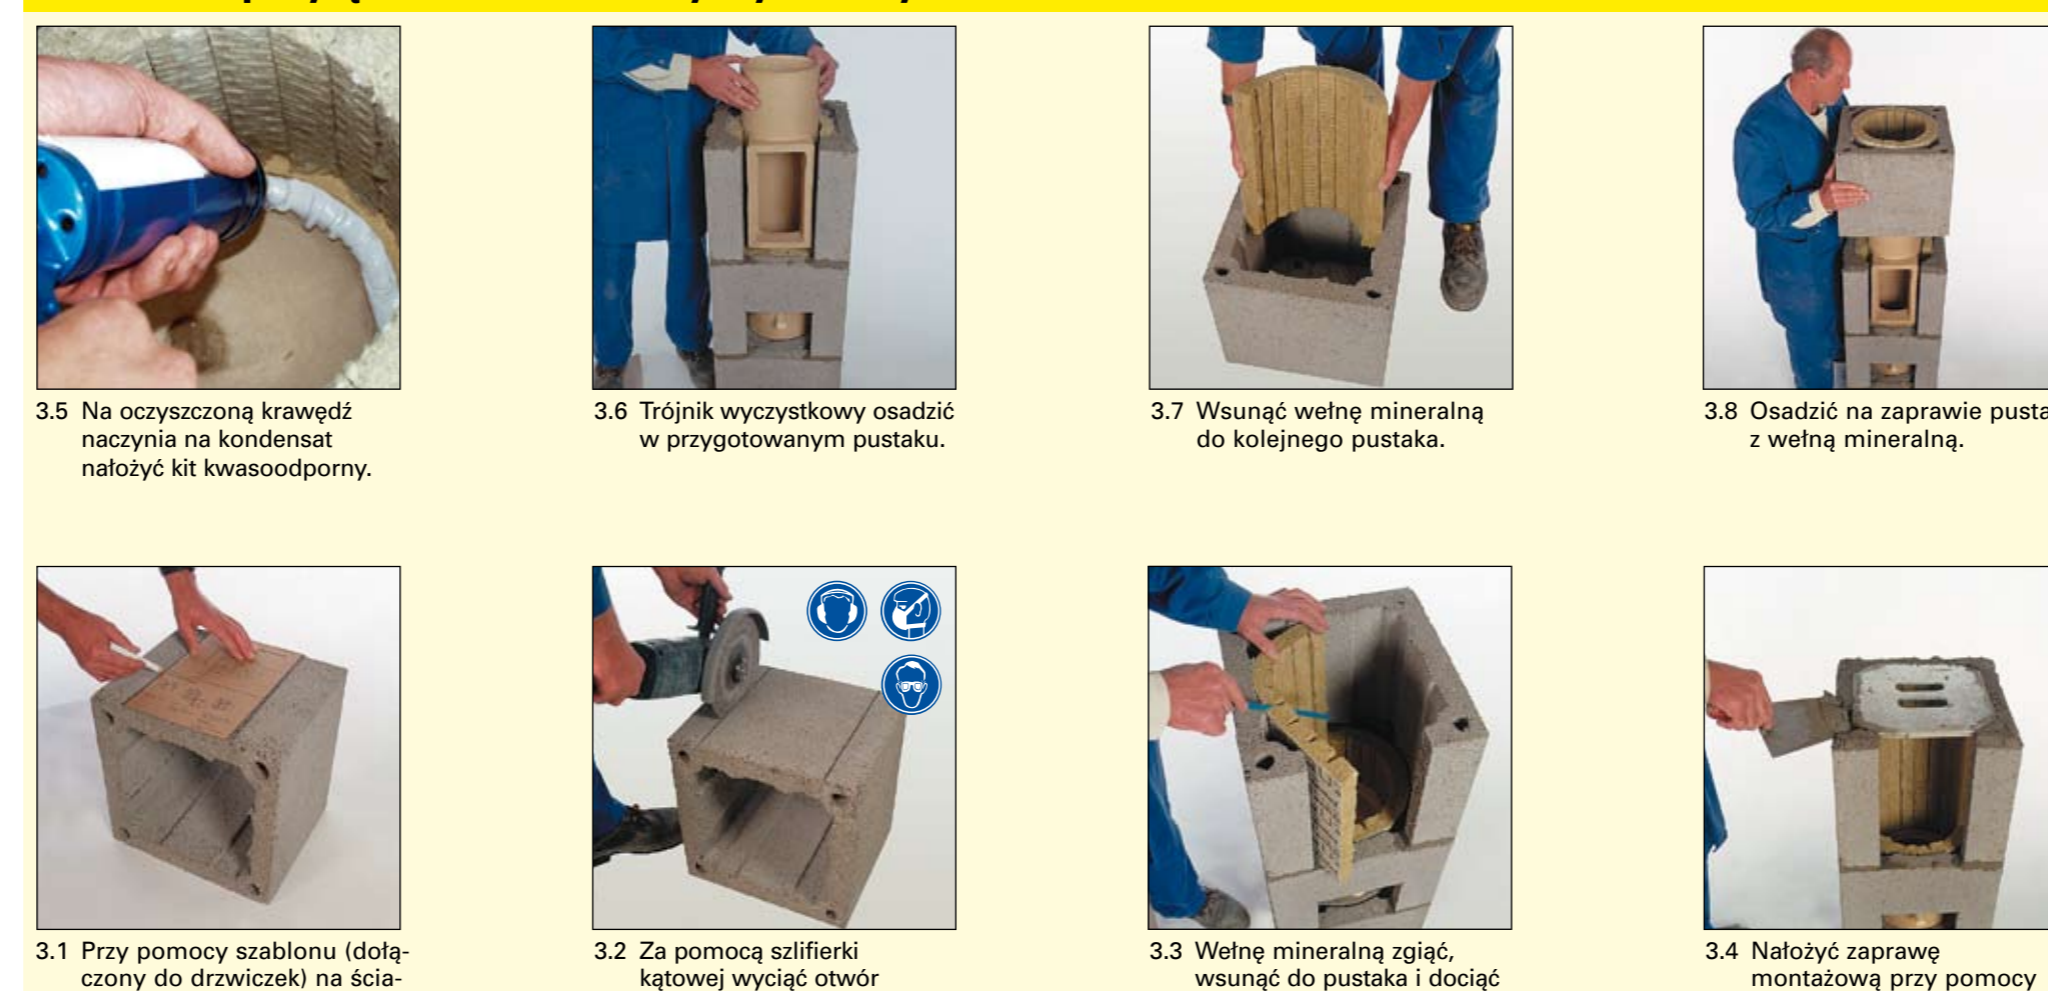 3.5 Na oczyszczoną krawędź
naczynia na kondensat
nałożyć kit kwasoodporny.
3.6 Trójnik wyczystkowy osadzić
w przygotowanym pustaku.
3.7 Wsunąć wełnę mineralną
do kolejnego pustaka.
3.8 Osadzić na zaprawie pusta
z wełną mineralną.
3.1 Przy pomocy szablonu (dołą-
czony do drzwiczek) na ścia-
3.2 Za pomocą szlifierki
kątowej wyciąć otwór
3.3 Wełnę mineralną zgiąć,
wsunąć do pustaka i dociąć
3.4 Nałożyć zaprawę
montażową przy pomocy